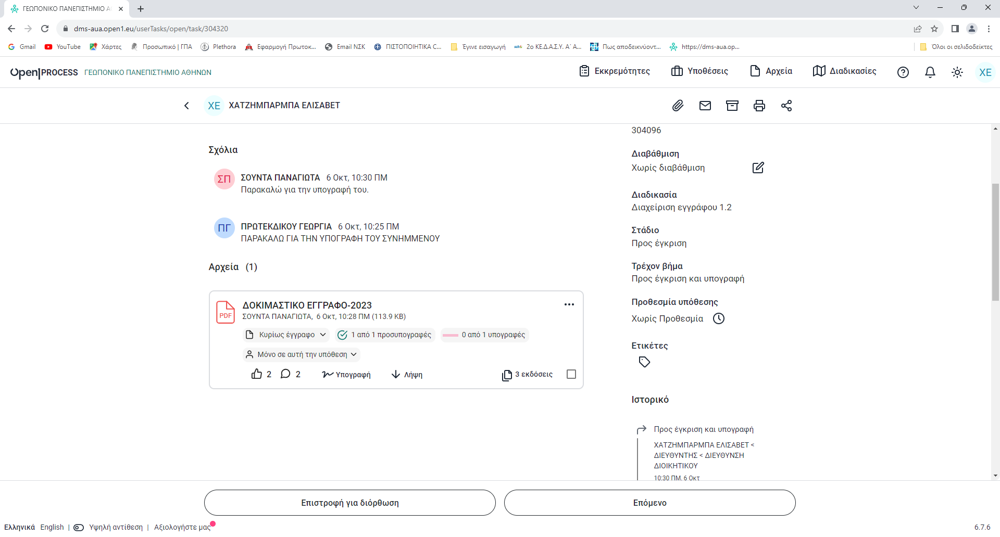 ΓΕΩΠΟΝΙΚΟ ΠΑΝΕΠΙΣΤΗΜΙΟ
dms-aua.open1.eu/userTasks/open/task/304320
Gmail YouTube Χάρτες Προσωπικό | ΓΠΑ Plethora Εφαρμογή Πρωτοκ... Email ΝΣΚ ΠΙΣΤΟΠΟΙΗΤΙΚΑ C... Έγινε εισαγωγή 2ο ΚΕ.Δ.Α.Σ.Υ. Α΄ Α... Πως αποδεικνύοντ... https://dms-aua.op... Όλοι οι σελιδοδείκτες
Open|PROCESS ΓΕΩΠΟΝΙΚΟ ΠΑΝΕΠΙΣΤΗΜΙΟ ΑΘΗΝΩΝ Εκκρεμότητες Υποθέσεις Αρχεία Διαδικασίες XE
XE ΧΑΤΖΗΜΠΑΡΜΠΑ ΕΛΙΣΑΒΕΤ
304096
Σχόλια
ΣΠ ΣΟΥΝΤΑ ΠΑΝΑΓΙΩΤΑ 6 Οκτ, 10:30 ΠΜ
Παρακαλώ για την υπογραφή του.
ΠΓ ΠΡΩΤΕΚΔΙΚΟΥ ΓΕΩΡΓΙΑ 6 Οκτ, 10:25 ΠΜ
ΠΑΡΑΚΑΛΩ ΓΙΑ ΤΗΝ ΥΠΟΓΡΑΦΗ ΤΟΥ ΣΥΝΗΜΜΕΝΟΥ
Αρχεία (1)
PDF ΔΟΚΙΜΑΣΤΙΚΟ ΕΓΓΡΑΦΟ-2023
ΣΟΥΝΤΑ ΠΑΝΑΓΙΩΤΑ, 6 Οκτ, 10:28 ΠΜ (113.9 KB)
Κυρίως έγγραφο 1 από 1 προσυπογραφές 0 από 1 υπογραφές
Μόνο σε αυτή την υπόθεση
2 2 Υπογραφή Λήψη 3 εκδόσεις
Διαβάθμιση
Χωρίς διαβάθμιση
Διαδικασία
Διαχείριση εγγράφου 1.2
Στάδιο
Προς έγκριση
Τρέχον βήμα
Προς έγκριση και υπογραφή
Προθεσμία υπόθεσης
Χωρίς Προθεσμία
Ετικέτες
Ιστορικό
Προς έγκριση και υπογραφή
ΧΑΤΖΗΜΠΑΡΜΠΑ ΕΛΙΣΑΒΕΤ <
ΔΙΕΥΘΥΝΤΗΣ < ΔΙΕΥΘΥΝΣΗ
ΔΙΟΙΚΗΤΙΚΟΥ
10:30 ΠΜ, 6 Οκτ
Επιστροφή για διόρθωση Επόμενο
Ελληνικά English | Υψηλή αντίθεση | Αξιολογήστε μας 6.7.6